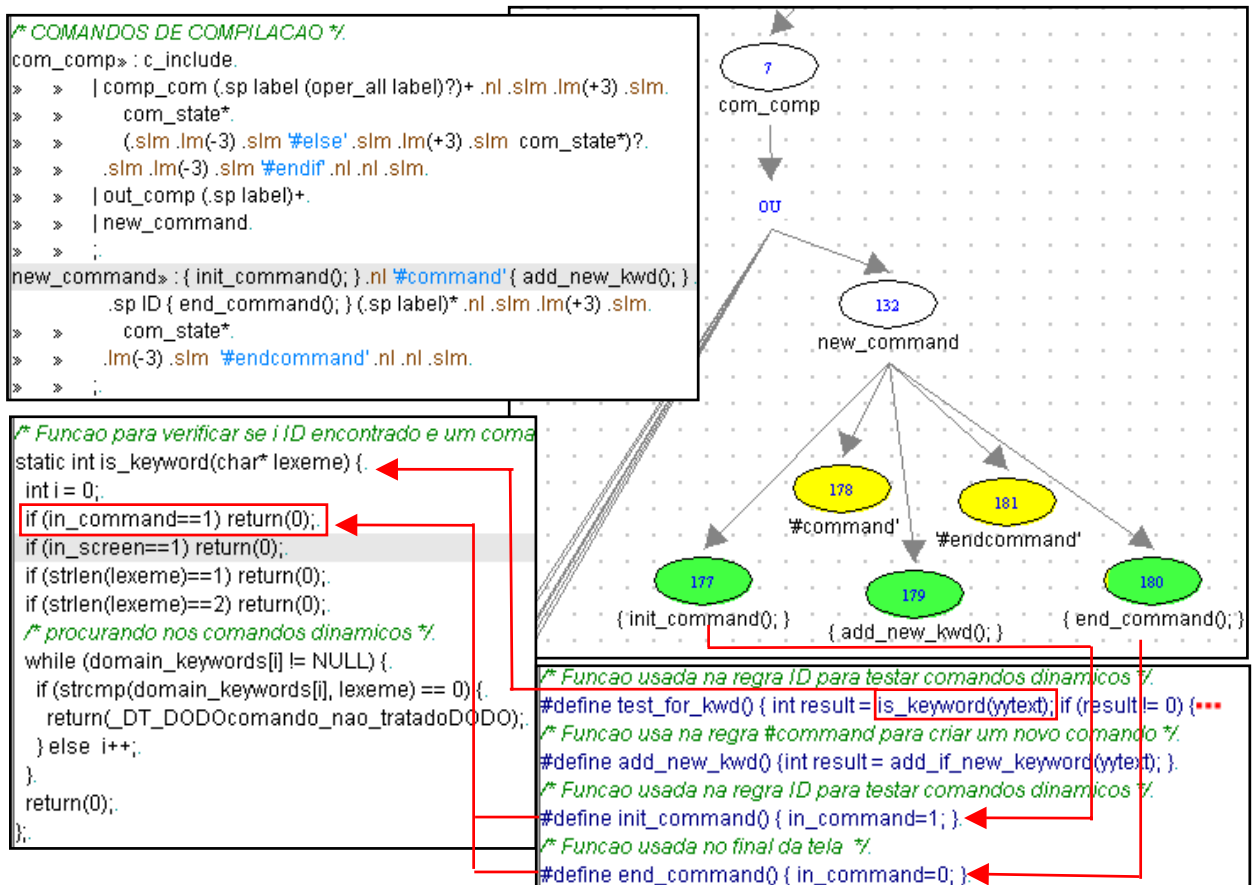 /* COMANDOS DE COMPILACAO */.
com_comp» : c_include.
» » | comp_com (.sp label (oper_all label)?)+ .nl .slm .lm(+3) .slm.
» » com_state*.
» » (.slm .lm(-3) .slm '#else' .slm .lm(+3) .slm com_state*)?.
» » .slm .lm(-3) .slm '#endif' .nl .nl .slm.
» » | out_comp (.sp label)+.
» » | new_command.
» » ;.
new_command» : { init_command(); } .nl '#command' { add_new_kwd(); } .
.sp ID { end_command(); } (.sp label)* .nl .slm .lm(+3) .slm.
» » com_state*.
» » .lm(-3) .slm '#endcommand' .nl .nl .slm.
» » ;.
7
com_comp
OU
132
new_command
178
'#command'
181
'#endcommand'
177
{ init_command(); }
179
{ add_new_kwd(); }
180
{ end_command(); }
/* Funcao para verificar se i ID encontrado e um coma
static int is_keyword(char* lexeme) {.
int i = 0;.
if (in_command==1) return(0);.
if (in_screen==1) return(0);.
if (strlen(lexeme)==1) return(0);.
if (strlen(lexeme)==2) return(0);.
/* procurando nos comandos dinamicos */.
while (domain_keywords[i] != NULL) {.
if (strcmp(domain_keywords[i], lexeme) == 0) {.
return(_DT_DODOcomando_nao_tratadoDODO);.
} else i++;.
}.
return(0);.
};.
/* Funcao usada na regra ID para testar comandos dinamicos */.
#define test_for_kwd() { int result = is_keyword(yytext); if (result != 0) {...
/* Funcao usa na regra #command para criar um novo comando */.
#define add_new_kwd() {int result = add_if_new_keyword(yytext); }.
/* Funcao usada na regra ID para testar comandos dinamicos */.
#define init_command() { in_command=1; }.
/* Funcao usada no final da tela */.
#define end_command() { in_command=0; }.